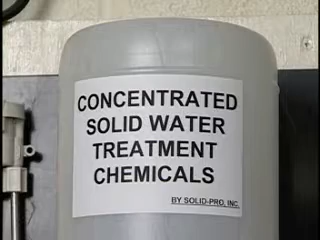 CONCENTRATED
SOLID WATER
TREATMENT
CHEMICALS
BY SOLID-PRO, INC.